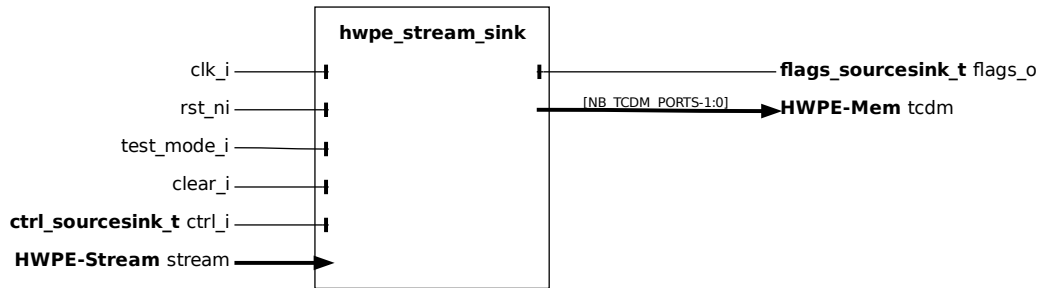 hwpe_stream_sink
clk_i
flags_sourcesink_t flags_o
rst_ni
[NB_TCDM_PORTS-1:0]
HWPE-Mem tcdm
test_mode_i
clear_i
ctrl_sourcesink_t ctrl_i
HWPE-Stream stream